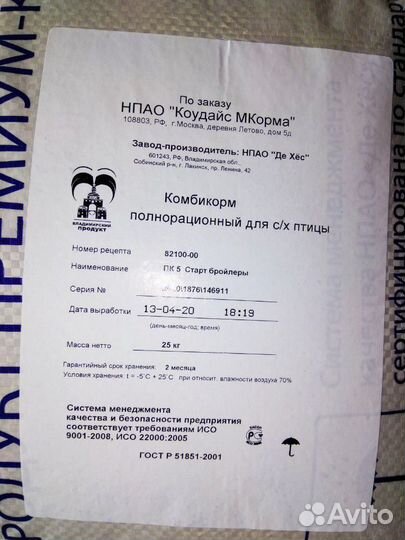 По заказу
НПАО "Коудайс МКорма"
108803, РФ, г.Москва, деревня Летово, дом 5д
Завод-производитель: НПАО "Де Хёс"
601243, РФ, Владимирская обл.,
Собинский р-н, г. Лакинск, пр. Ленина, 42
ВЛАДИМИРСКИЙ
ПРОДУКТ
Комбикорм
полнорационный для с/х птицы
Номер рецепта 82100-00
Наименование ПК 5 Старт бройлеры
Серия № \1876\146911
Дата выработки 13-04-20 18:19
(день-месяц-год; время)
Масса нетто 25 кг
Гарантийный срок хранения: 2 месяца
Условия хранения: t = -5˚С + 25˚С при относит. влажности воздуха 70%
Система менеджмента
качества и безопасности предприятия
соответствует требованиям ИСО
9001-2008, ИСО 22000:2005
ГОСТ Р 51851-2001
ПРЕМИУМ-К
Avito